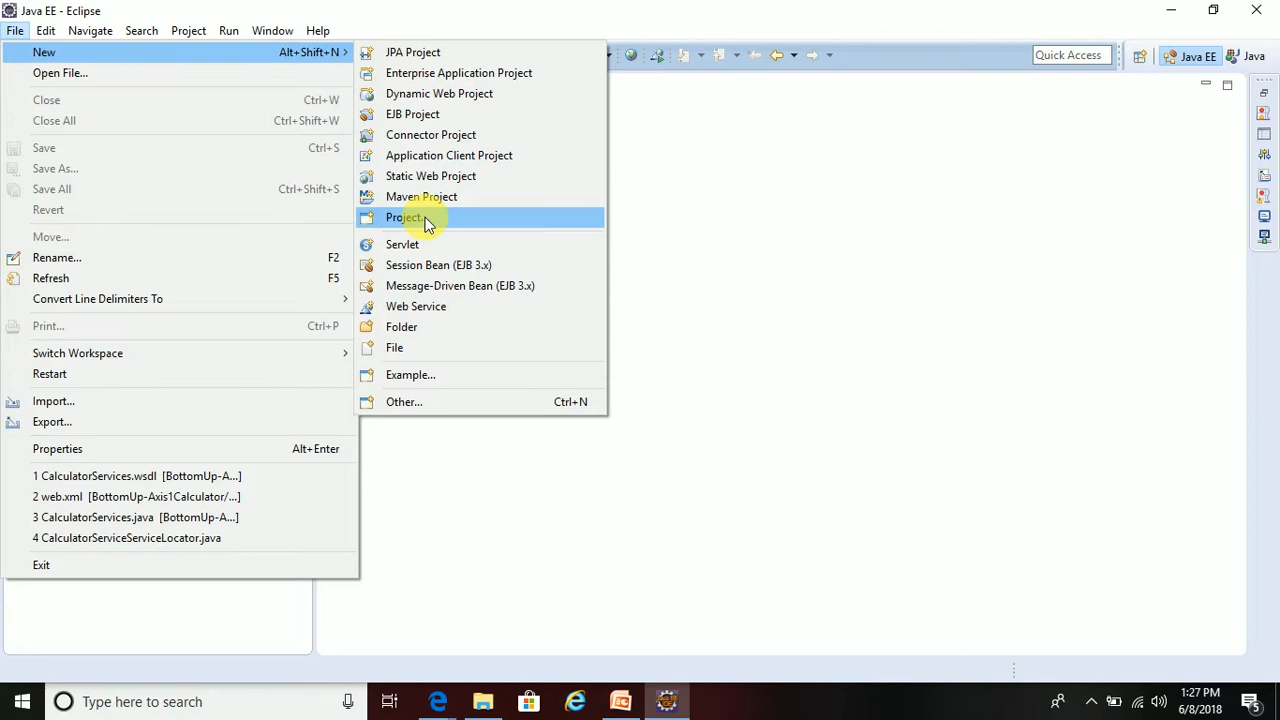 Java EE - Eclipse
File Edit Navigate Search Project Run Window Help
New Alt+Shift+N
Open File...
Close Ctrl+W
Close All Ctrl+Shift+W
Save Ctrl+S
Save As...
Save All Ctrl+Shift+S
Revert
Move...
Rename... F2
Refresh F5
Convert Line Delimiters To
Print... Ctrl+P
Switch Workspace
Restart
Import...
Export...
Properties Alt+Enter
1 CalculatorServices.wsdl [BottomUp-A...]
2 web.xml [BottomUp-Axis1Calculator/...]
3 CalculatorServices.java [BottomUp-A...]
4 CalculatorServiceServiceLocator.java
Exit
JPA Project
Enterprise Application Project
Dynamic Web Project
EJB Project
Connector Project
Application Client Project
Static Web Project
Maven Project
Project...
Servlet
Session Bean (EJB 3.x)
Message-Driven Bean (EJB 3.x)
Web Service
Folder
File
Example...
Other... Ctrl+N
Quick Access
Java EE
Java
Type here to search
1:27 PM
6/8/2018
5